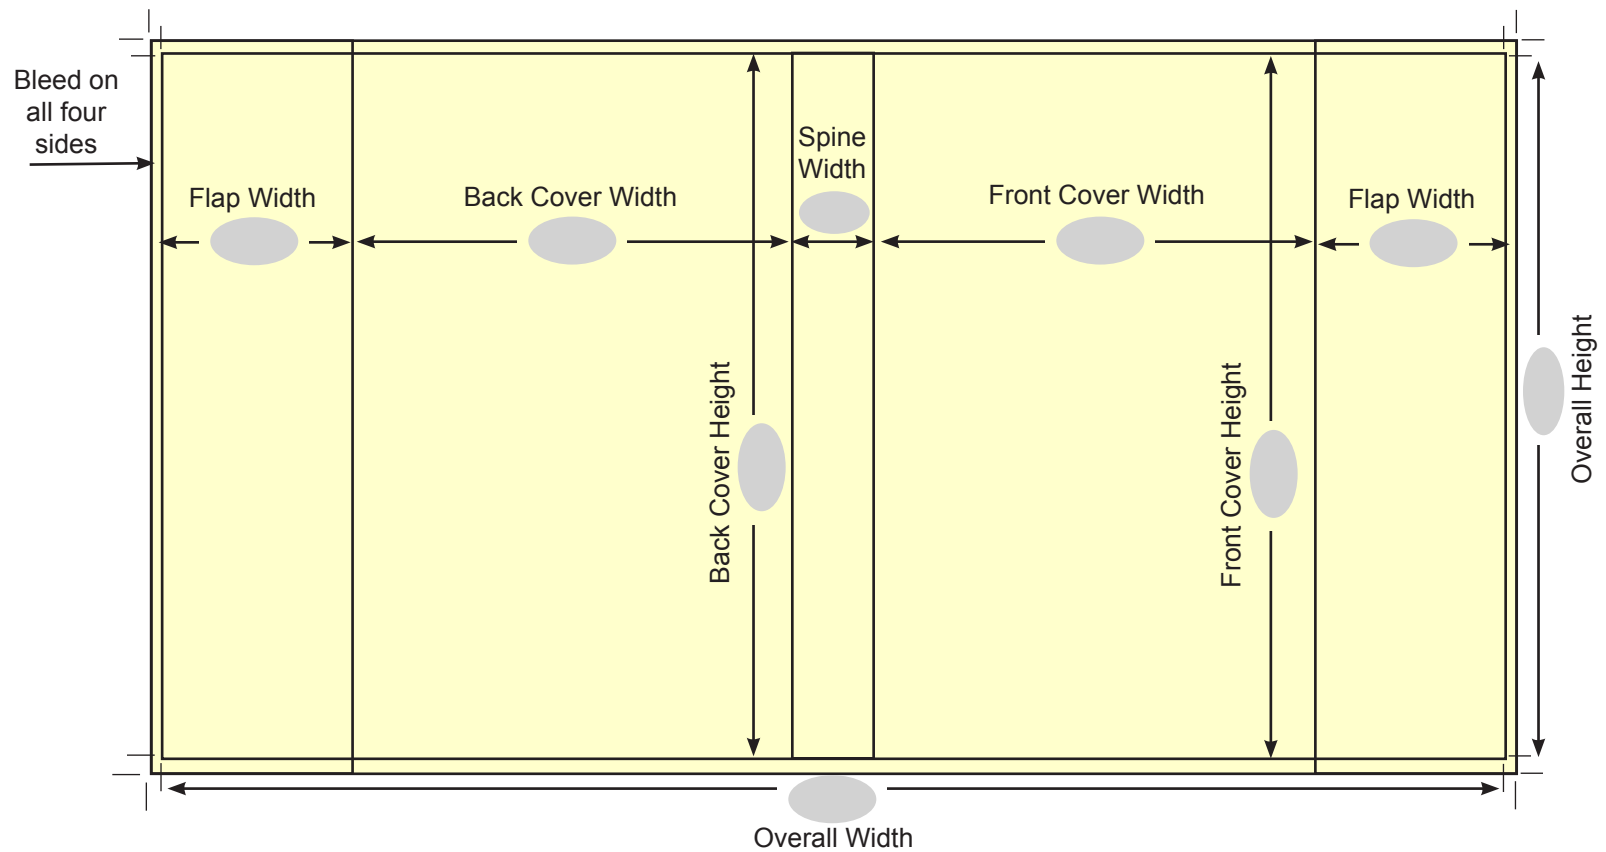 Bleed on
all four
sides
Flap Width
Back Cover Width
Spine
Width
Front Cover Width
Flap Width
Back Cover Height
Front Cover Height
Overall Height
Overall Width